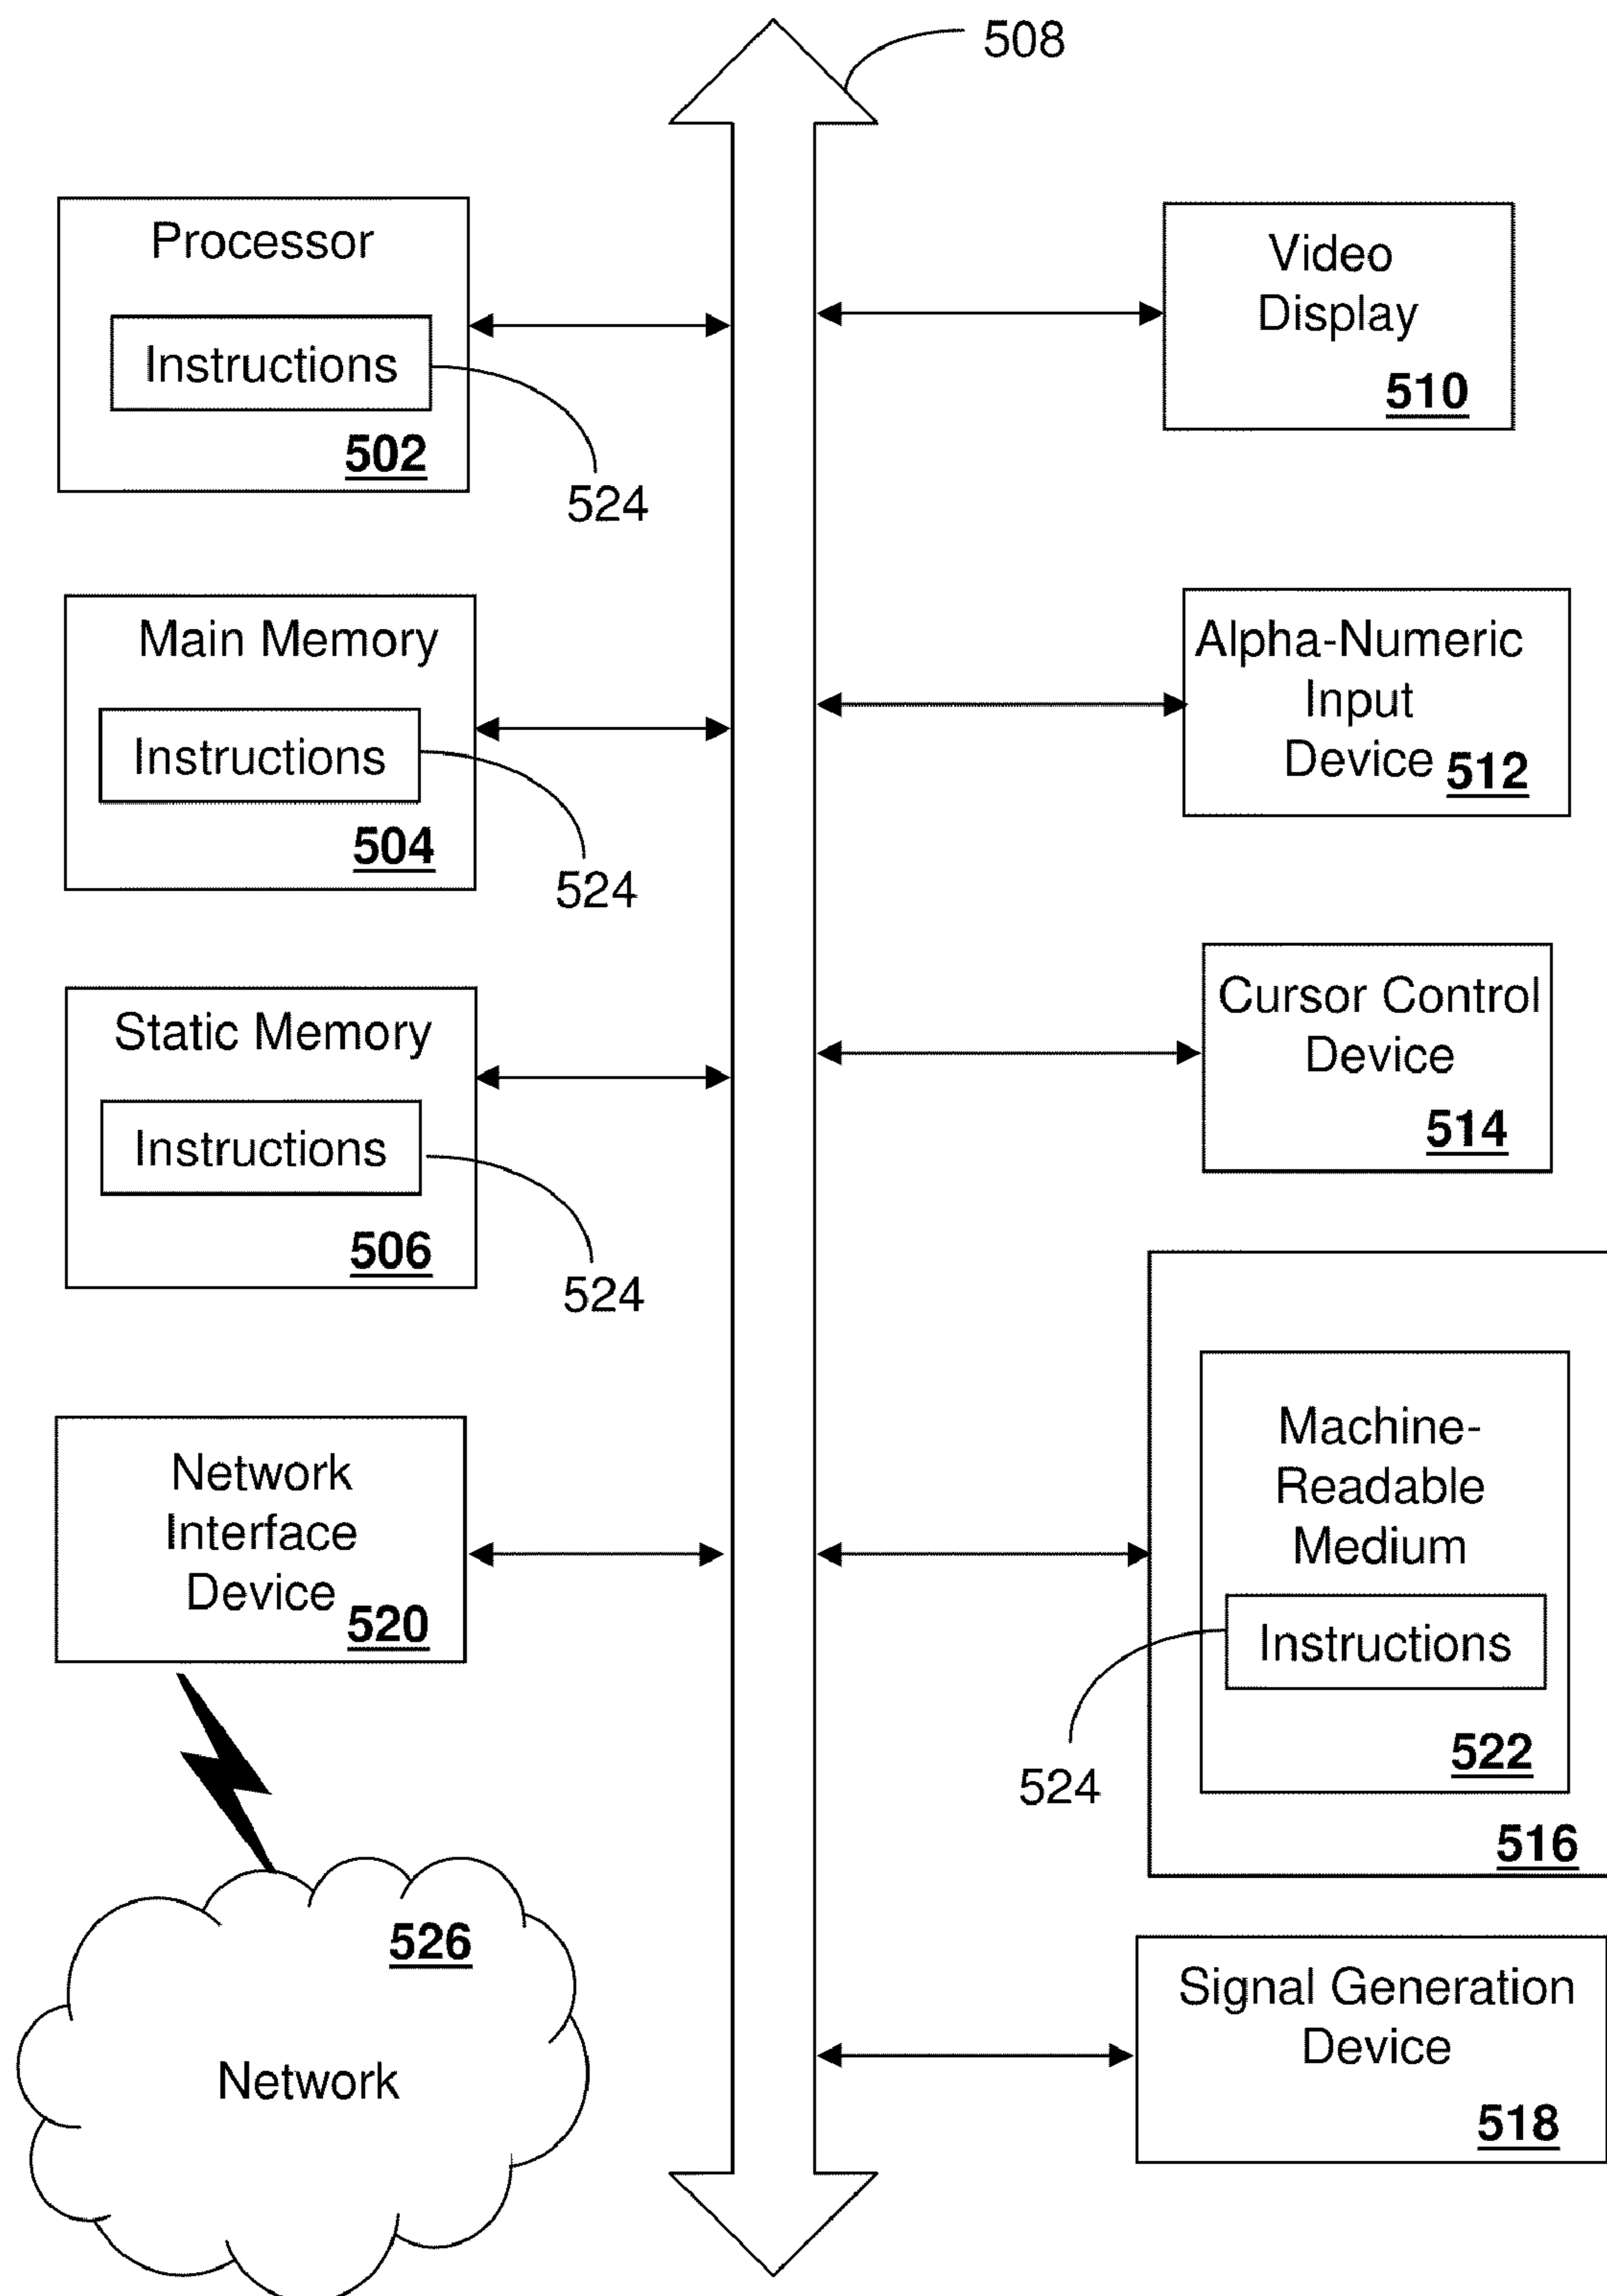 508
Processor
Instructions
502
524
Main Memory
Instructions
504
524
Static Memory
Instructions
506
524
Network
Interface
Device
520
526
Network
Video
Display
510
Alpha-Numeric
Input
Device
512
Cursor Control
Device
514
Machine-
Readable
Medium
Instructions
524
522
516
Signal Generation
Device
518